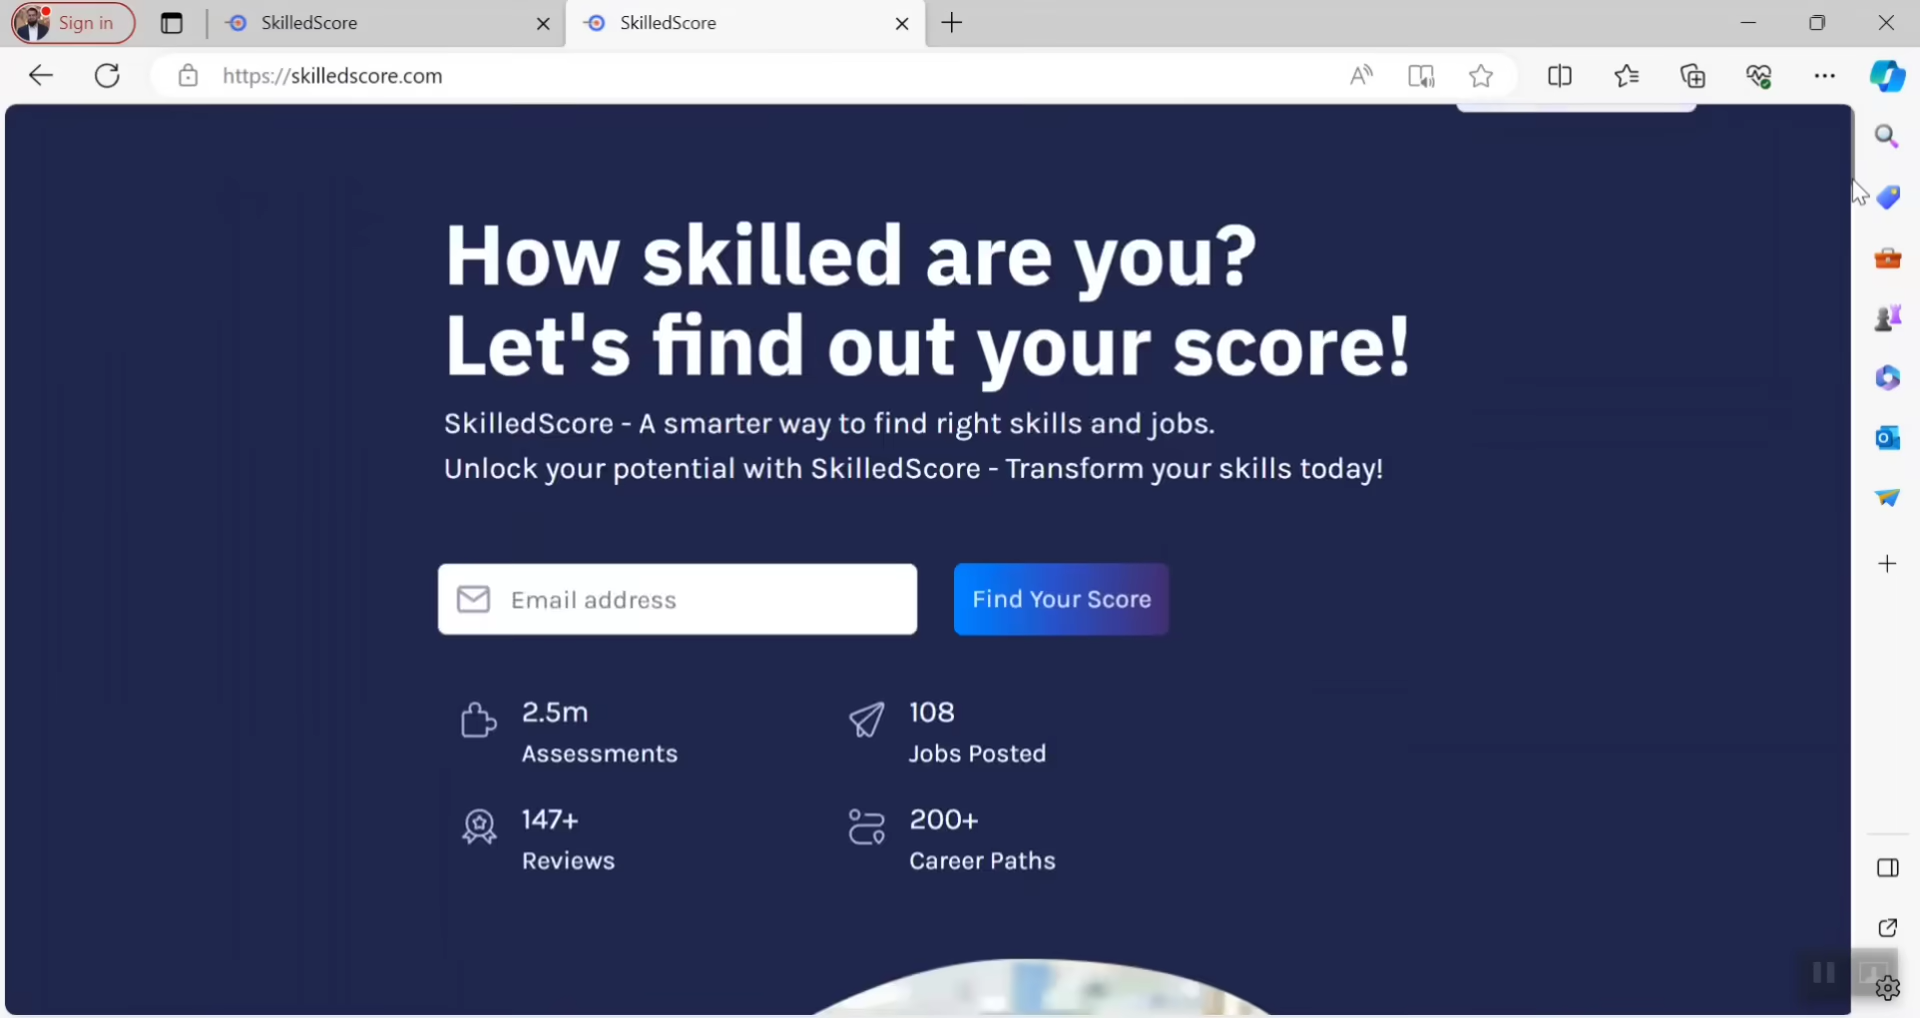 Sign in
SkilledScore
SkilledScore
https://skilledscore.com
How skilled are you?
Let's find out your score!
SkilledScore - A smarter way to find right skills and jobs.
Unlock your potential with SkilledScore - Transform your skills today!
Email address
Find Your Score
2.5m
Assessments
108
Jobs Posted
147+
Reviews
200+
Career Paths